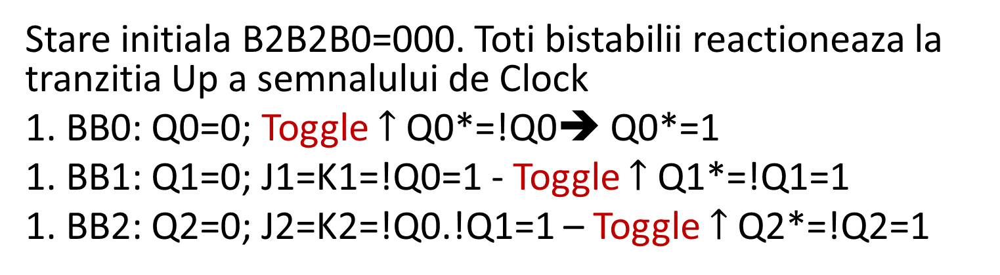 Stare initiala B2B2B0=000. Toti bistabilii reactioneaza la
tranzitia Up a semnalului de Clock
1. BB0: Q0=0; Toggle ↑ Q0*=!Q0🡺 Q0*=1
1. BB1: Q1=0; J1=K1=!Q0=1 - Toggle ↑ Q1*=!Q1=1
1. BB2: Q2=0; J2=K2=!Q0.!Q1=1 – Toggle ↑ Q2*=!Q2=1